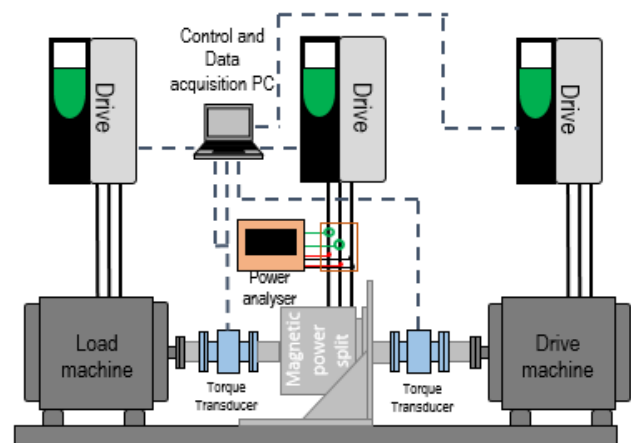 Control and
Data
acquisition PC
Drive
Drive
Drive
Power
analyser
Load
machine
Magnetic
power
split
Drive
machine
Torque
Transducer
Torque
Transducer